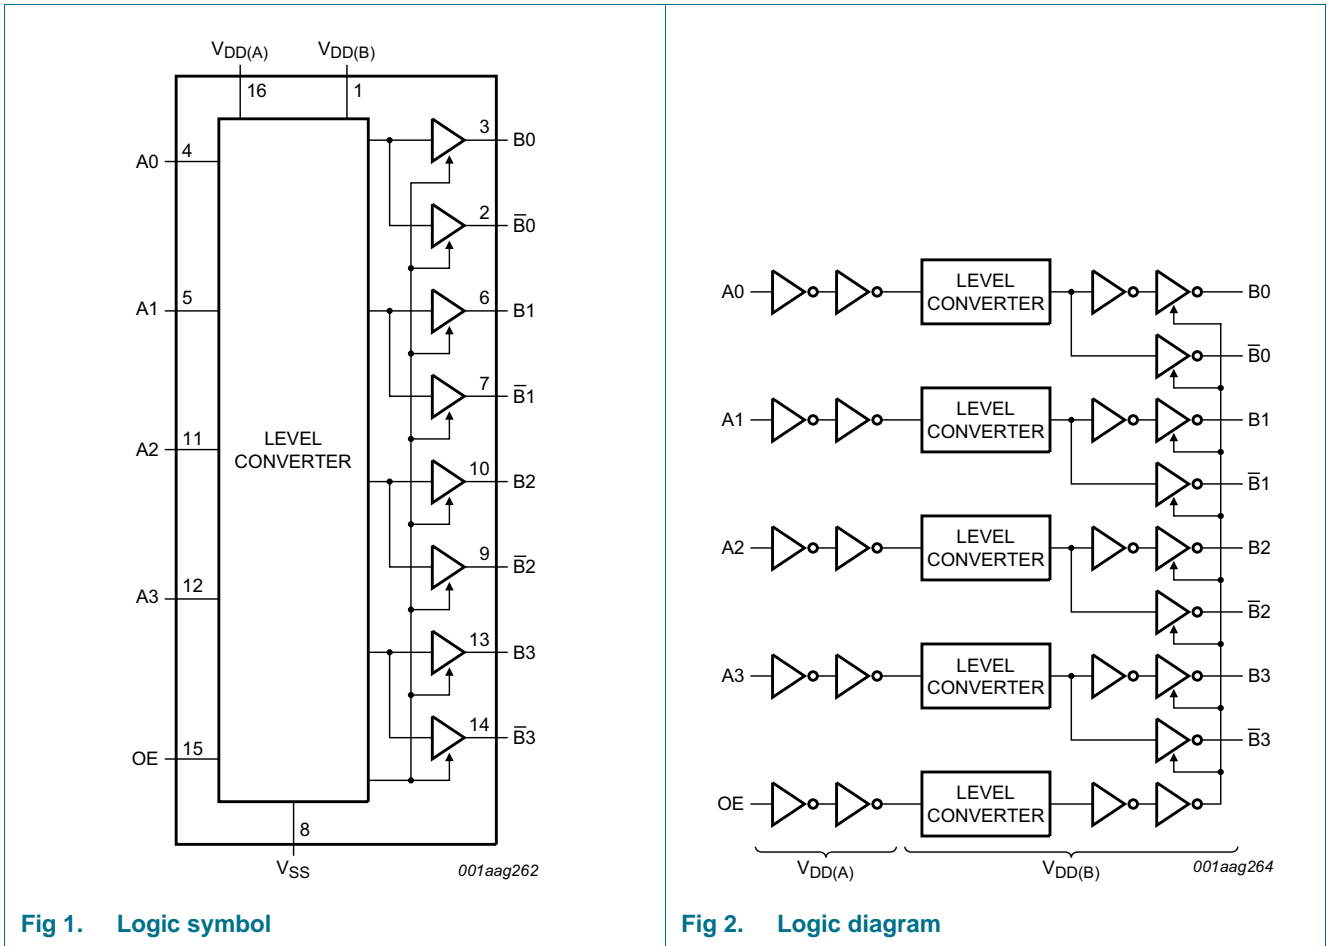 VDD(A) VDD(B)
16 1
3 B0
A0 4
2 B̅0
A1 5
6 B1
7 B̅1
A2 11
LEVEL
CONVERTER
10 B2
9 B̅2
A3 12
13 B3
14 B̅3
OE 15
8
VSS
001aag262
Fig 1. Logic symbol
A0 LEVEL
CONVERTER B0
B̅0
A1 LEVEL
CONVERTER B1
B̅1
A2 LEVEL
CONVERTER B2
B̅2
A3 LEVEL
CONVERTER B3
B̅3
OE LEVEL
CONVERTER
VDD(A) VDD(B) 001aag264
Fig 2. Logic diagram